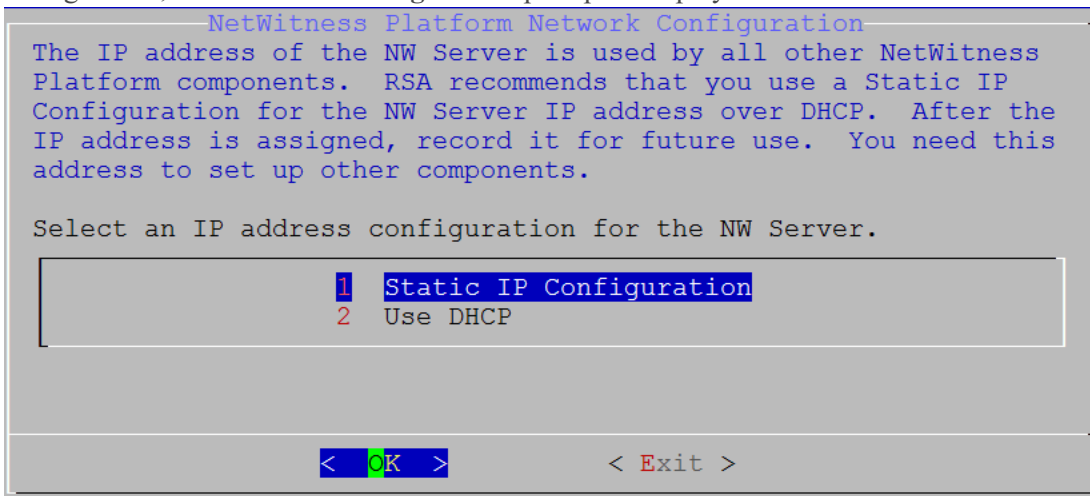 NetWitness Platform Network Configuration
The IP address of the NW Server is used by all other NetWitness
Platform components.  RSA recommends that you use a Static IP
Configuration for the NW Server IP address over DHCP.  After the
IP address is assigned, record it for future use.  You need this
address to set up other components.
Select an IP address configuration for the NW Server.
1 Static IP Configuration
2 Use DHCP
< OK > < Exit >